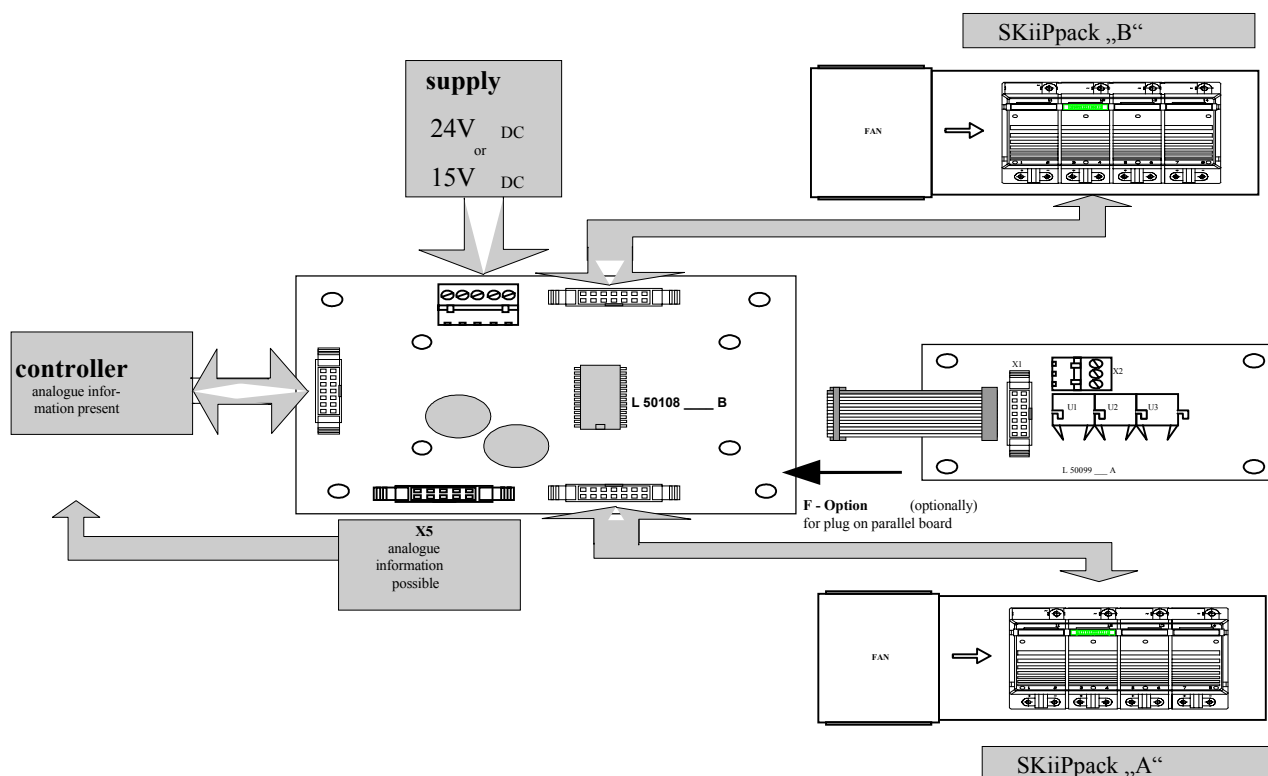 SKiiPpack „B“
supply
24V DC
or
15V DC
FAN
controller
analogue infor-
mation present
L 50108 ____ B
X1
X2
U1 U2 U3
L 50099 ___ A
F - Option (optionally)
for plug on parallel board
X5
analogue
information
possible
FAN
SKiiPpack „A“